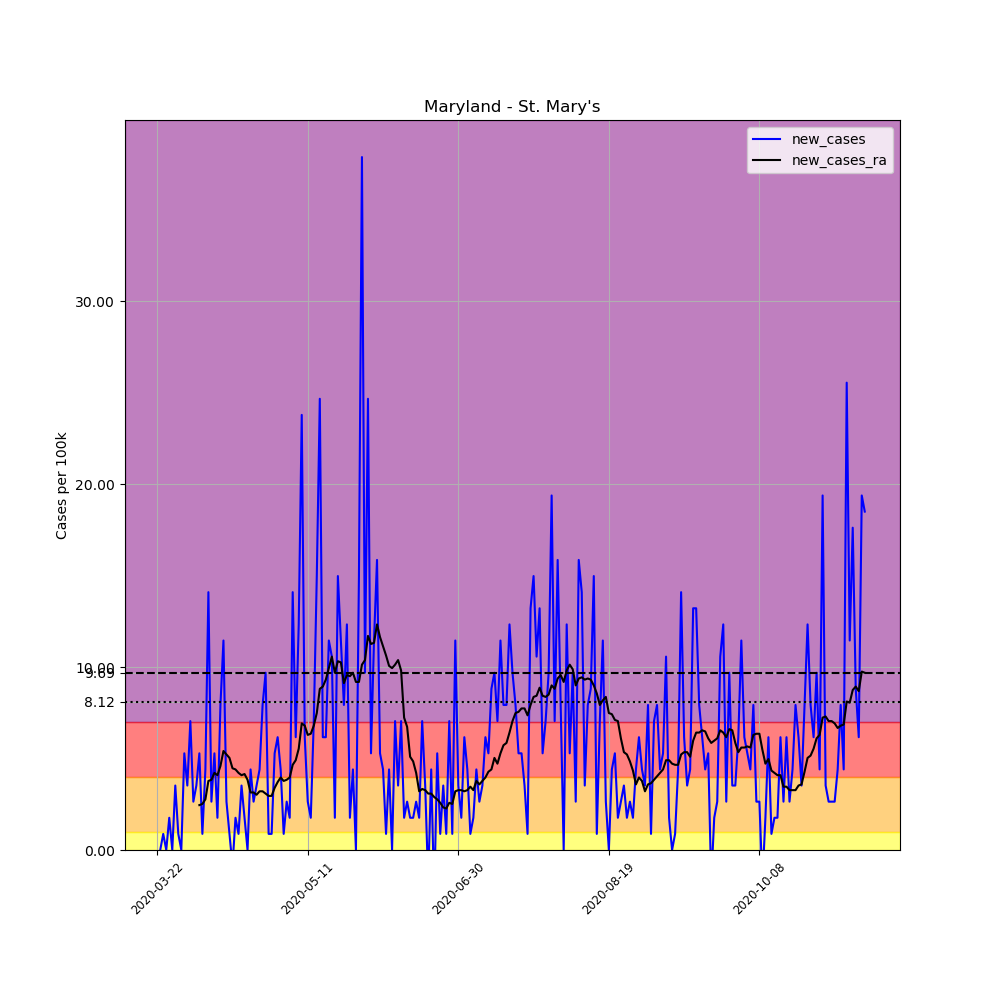 Maryland - St. Mary's
new_cases
new_cases_ra
Cases per 100k
30.00
20.00
10.00
9.69
8.12
0.00
2020-03-22
2020-05-11
2020-06-30
2020-08-19
2020-10-08